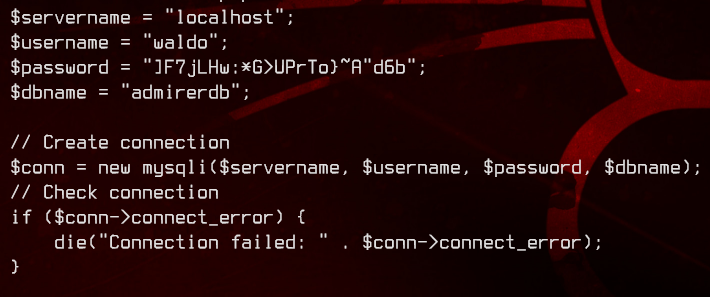 $servername = "localhost";
$username = "waldo";
$password = "]F7jLHw:*G>UPrTo}~A"d6b";
$dbname = "admirerdb";

// Create connection
$conn = new mysqli($servername, $username, $password, $dbname);
// Check connection
if ($conn->connect_error) {
    die("Connection failed: " . $conn->connect_error);
}